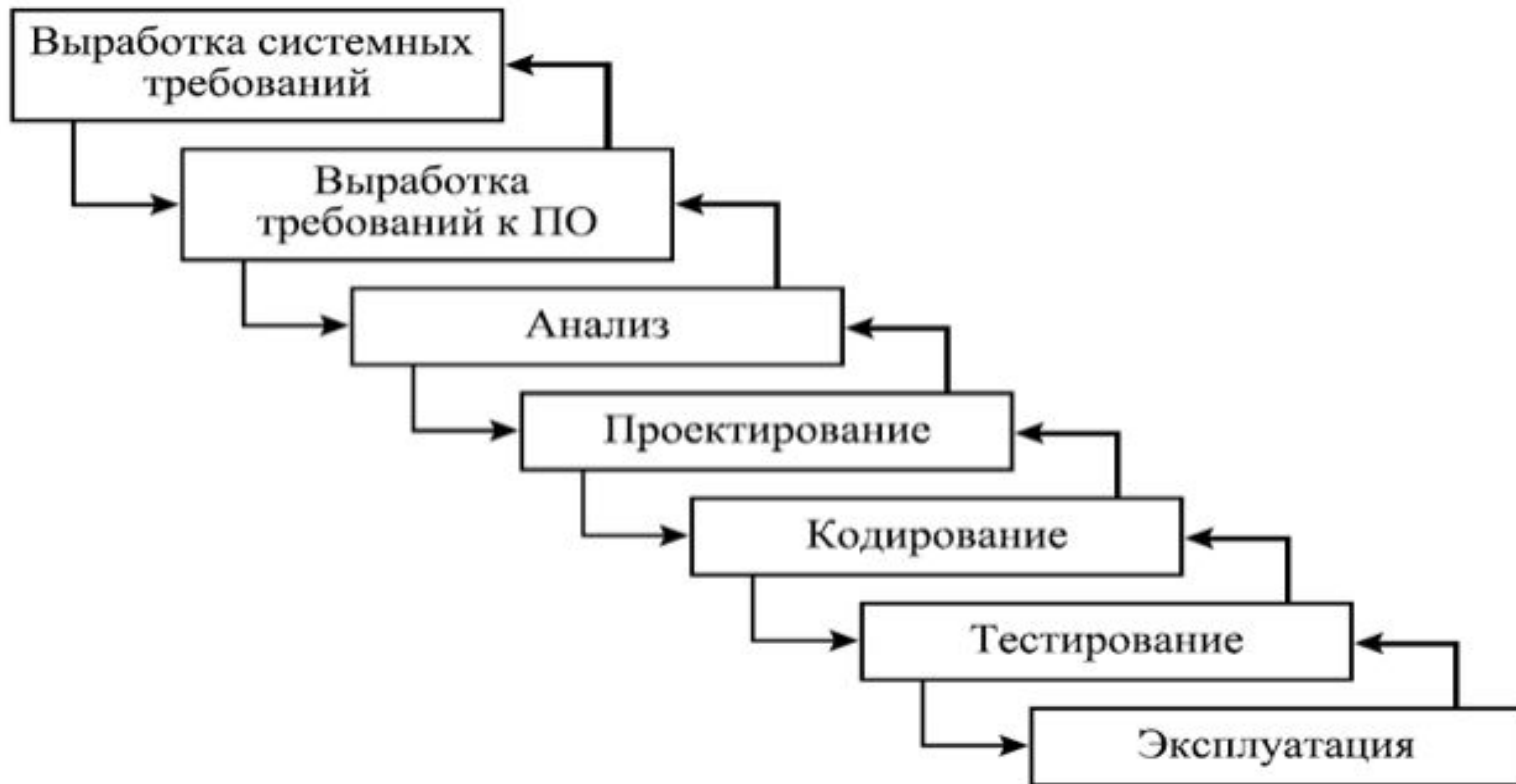 Выработка системных
требований
Выработка
требований к ПО
Анализ
Проектирование
Кодирование
Тестирование
Эксплуатация